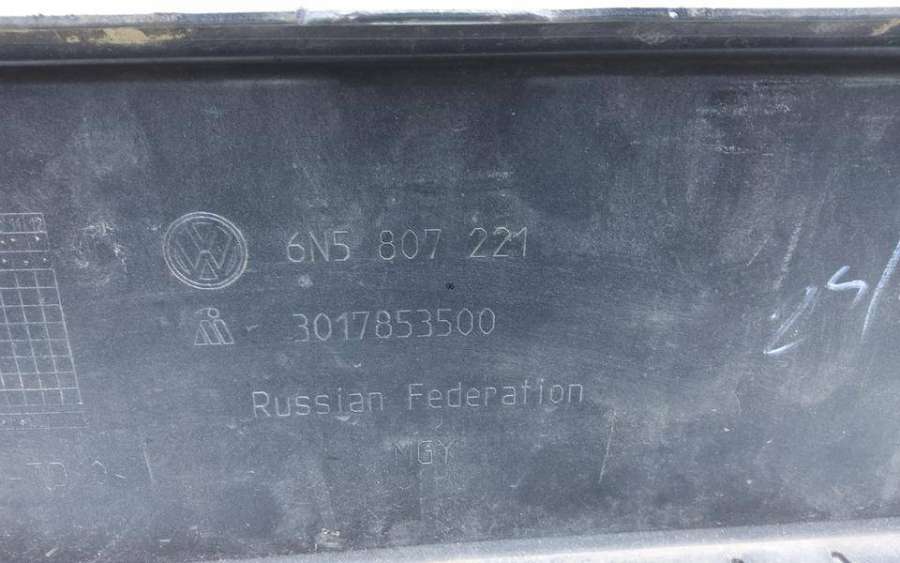 6N5 807 221
3017853500
Russian Federation
MGY